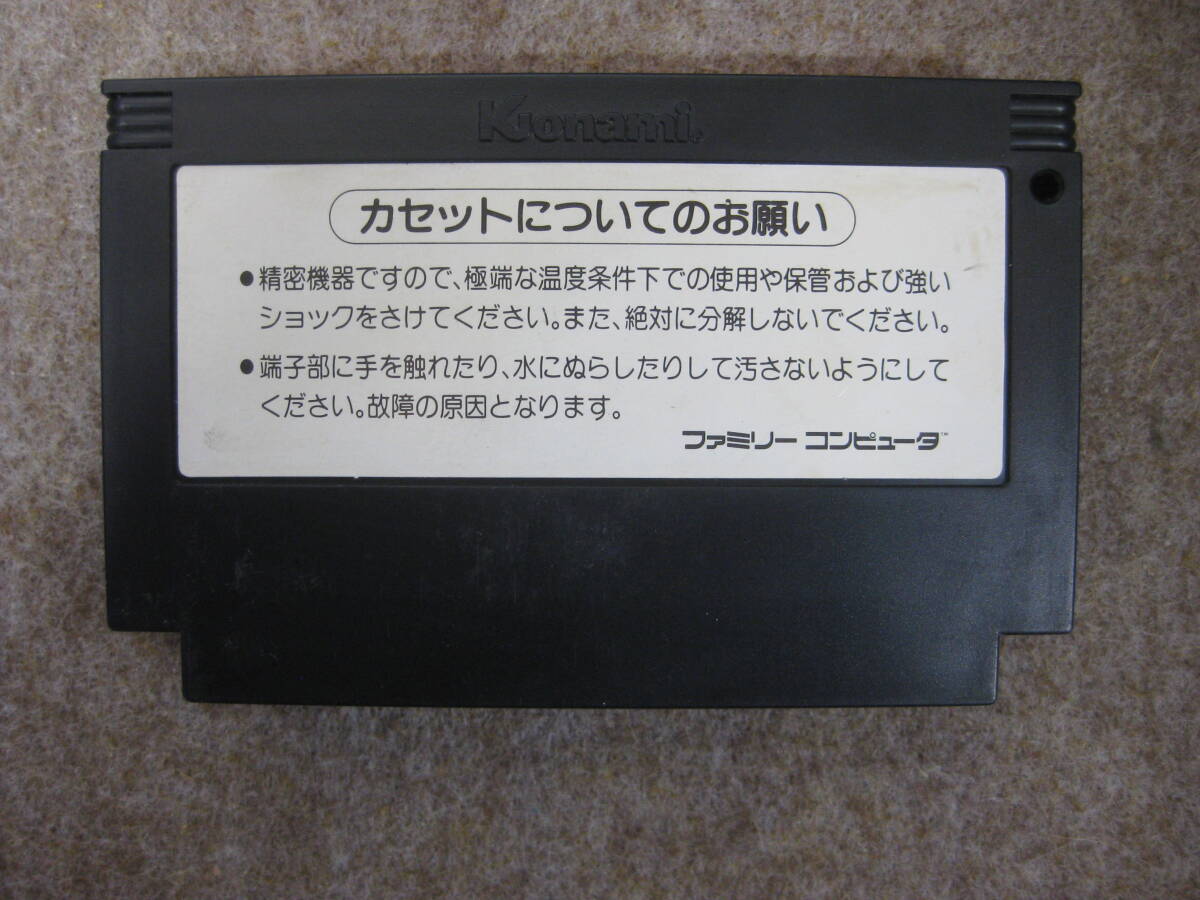 Konami
カセットについてのお願い
●精密機器ですので、極端な温度条件下での使用や保管および強い
ショックをさけてください。また、絶対に分解しないでください。
●端子部に手を触れたり、水にぬらしたりして汚さないようにして
ください。故障の原因となります。
ファミリー コンピュータ™